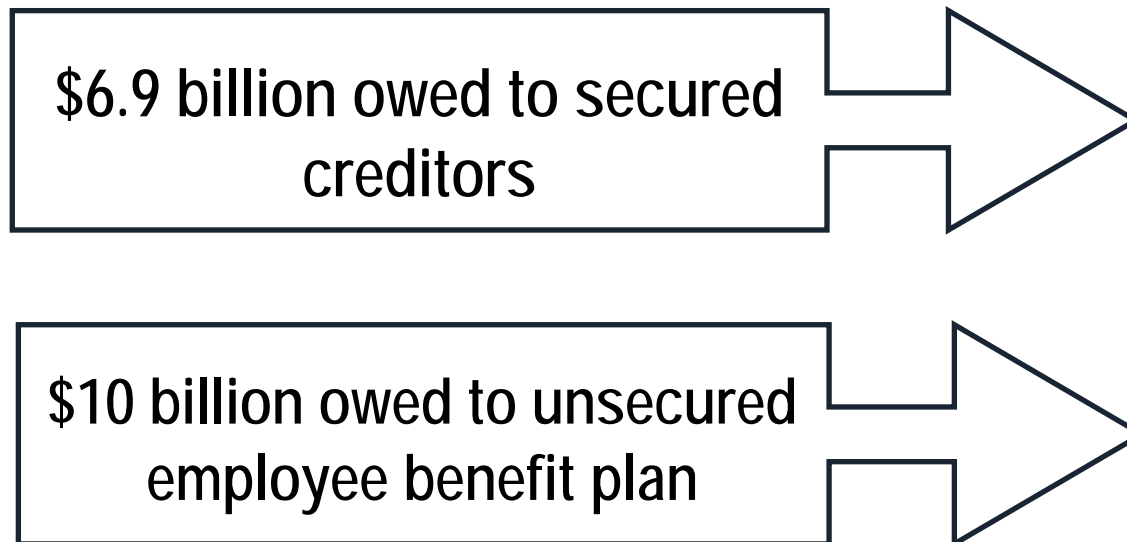 $6.9 billion owed to secured
creditors
$10 billion owed to unsecured
employee benefit plan